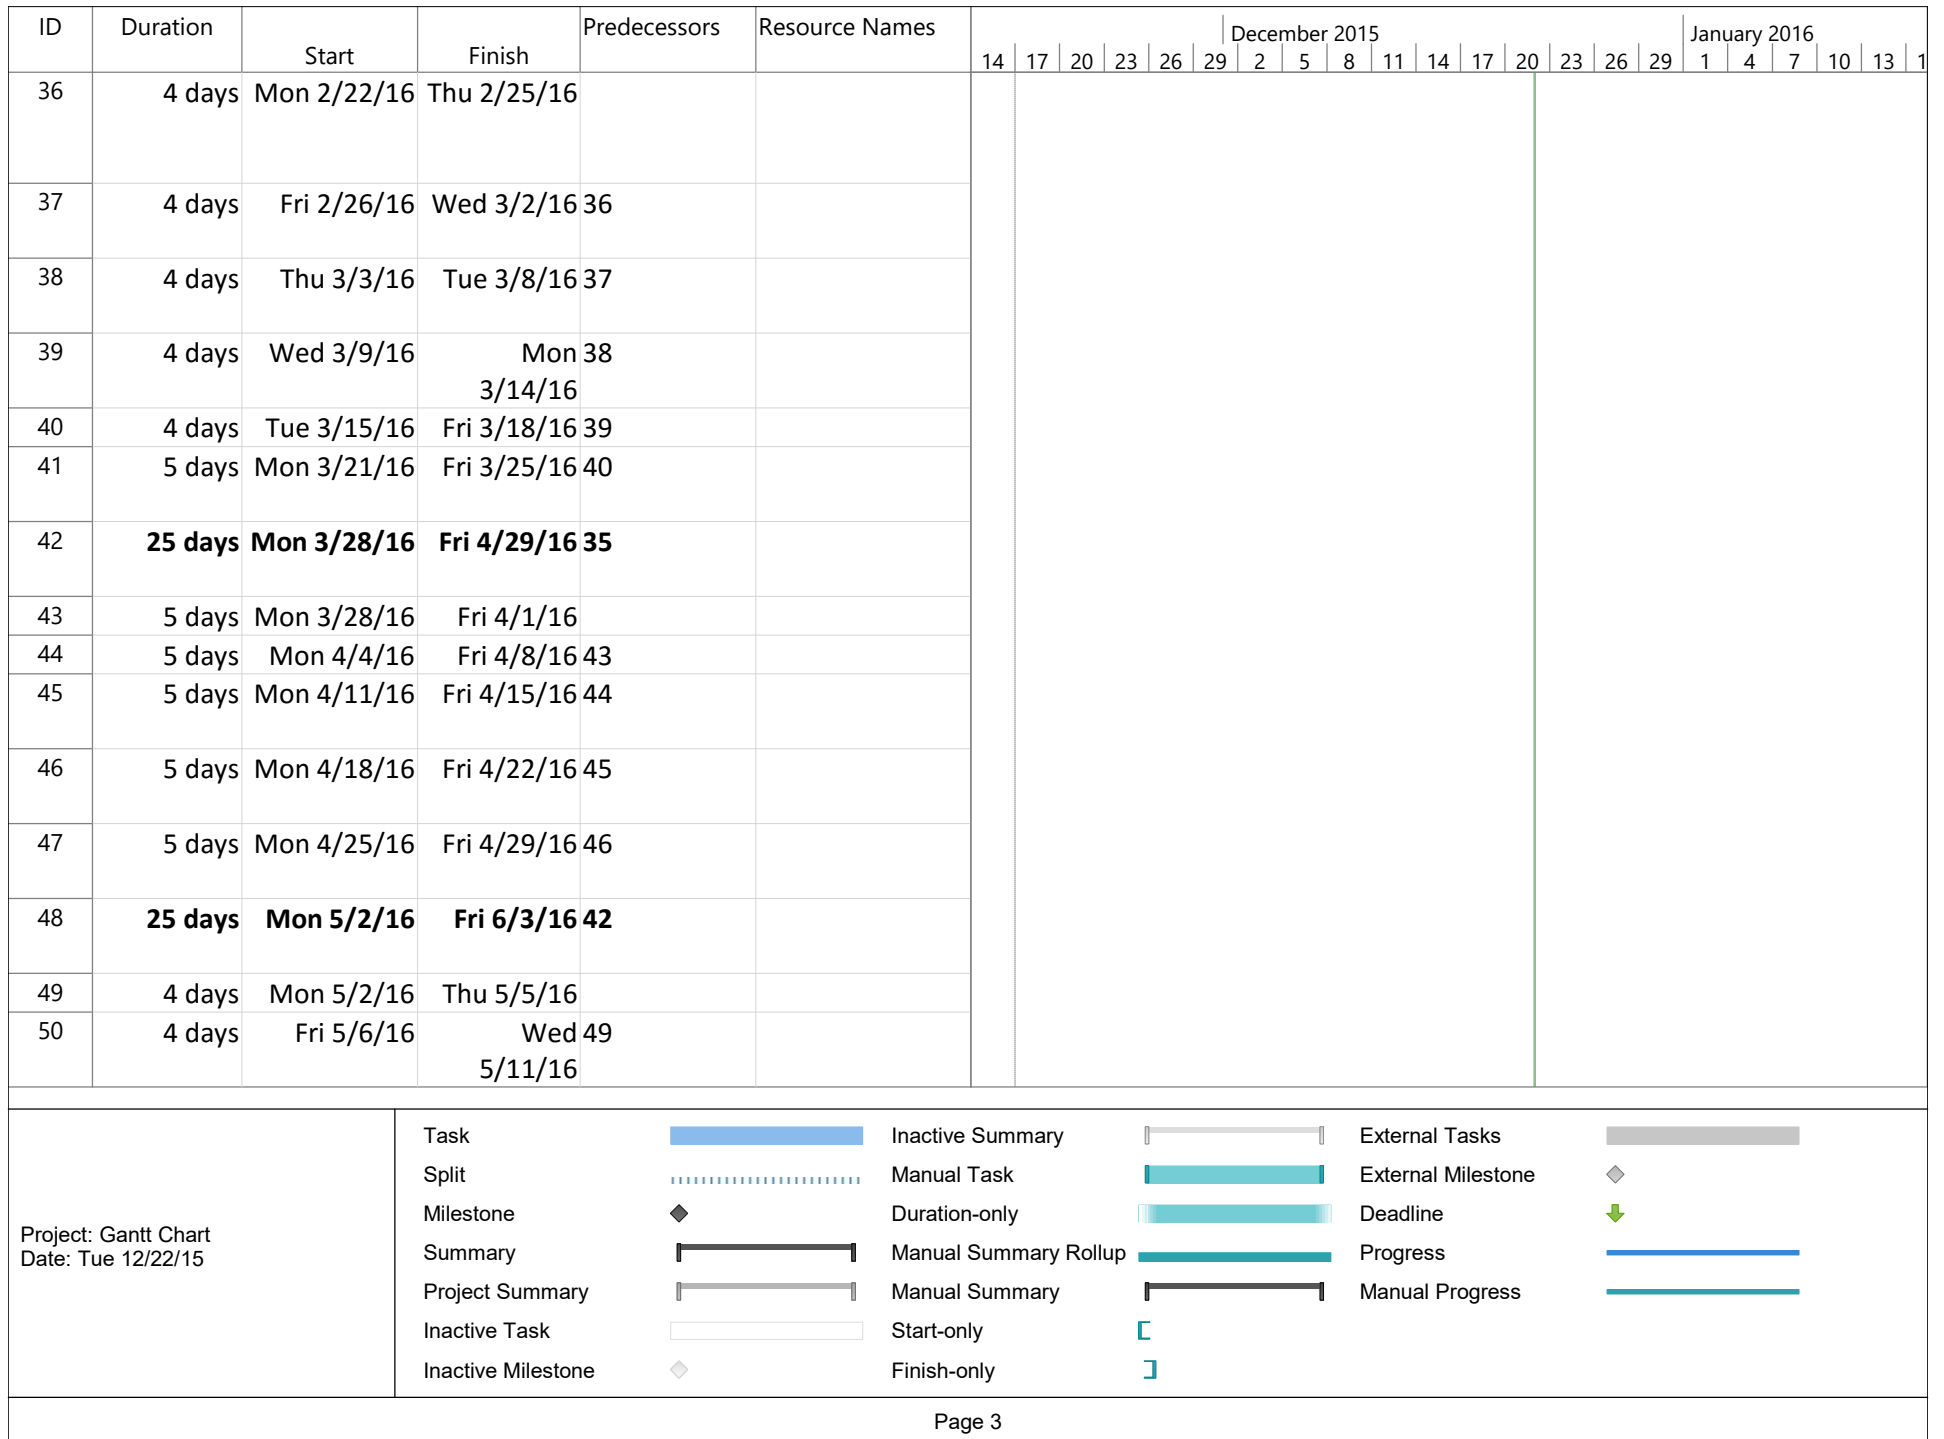 ID Duration Start Finish Predecessors Resource Names
December 2015 January 2016
14 17 20 23 26 29 2 5 8 11 14 17 20 23 26 29 1 4 7 10 13 1
36 4 days Mon 2/22/16 Thu 2/25/16
37 4 days Fri 2/26/16 Wed 3/2/16 36
38 4 days Thu 3/3/16 Tue 3/8/16 37
39 4 days Wed 3/9/16 Mon 38
3/14/16
40 4 days Tue 3/15/16 Fri 3/18/16 39
41 5 days Mon 3/21/16 Fri 3/25/16 40
42 25 days Mon 3/28/16 Fri 4/29/16 35
43 5 days Mon 3/28/16 Fri 4/1/16
44 5 days Mon 4/4/16 Fri 4/8/16 43
45 5 days Mon 4/11/16 Fri 4/15/16 44
46 5 days Mon 4/18/16 Fri 4/22/16 45
47 5 days Mon 4/25/16 Fri 4/29/16 46
48 25 days Mon 5/2/16 Fri 6/3/16 42
49 4 days Mon 5/2/16 Thu 5/5/16
50 4 days Fri 5/6/16 Wed 49
5/11/16
Project: Gantt Chart
Date: Tue 12/22/15
Task
Split
Milestone
Summary
Project Summary
Inactive Task
Inactive Milestone
Inactive Summary
Manual Task
Duration-only
Manual Summary Rollup
Manual Summary
Start-only
Finish-only
External Tasks
External Milestone
Deadline
Progress
Manual Progress
Page 3